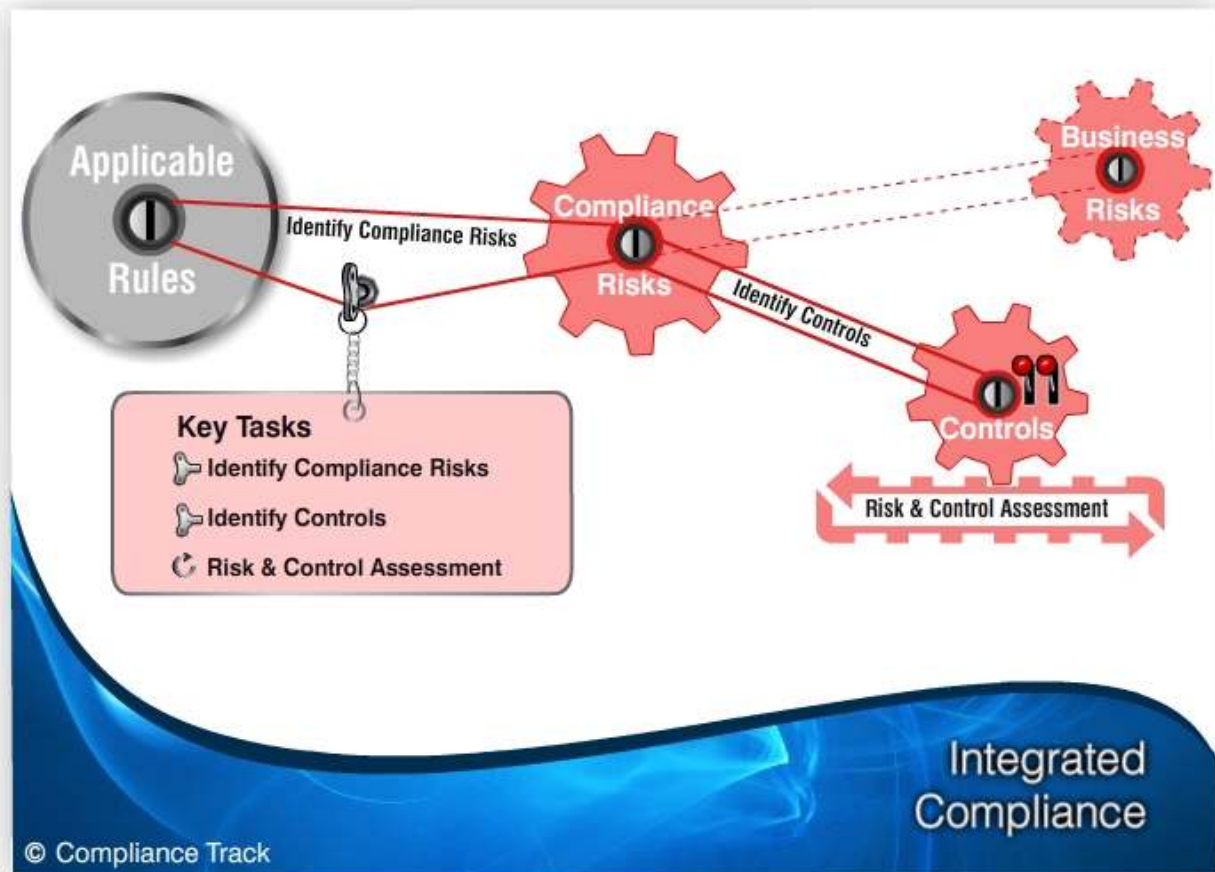 Applicable
Rules
Identify Compliance Risks
Compliance
Risks
Business
Risks
Identify Controls
Controls
Risk & Control Assessment
Key Tasks
Identify Compliance Risks
Identify Controls
Risk & Control Assessment
Integrated
Compliance
© Compliance Track